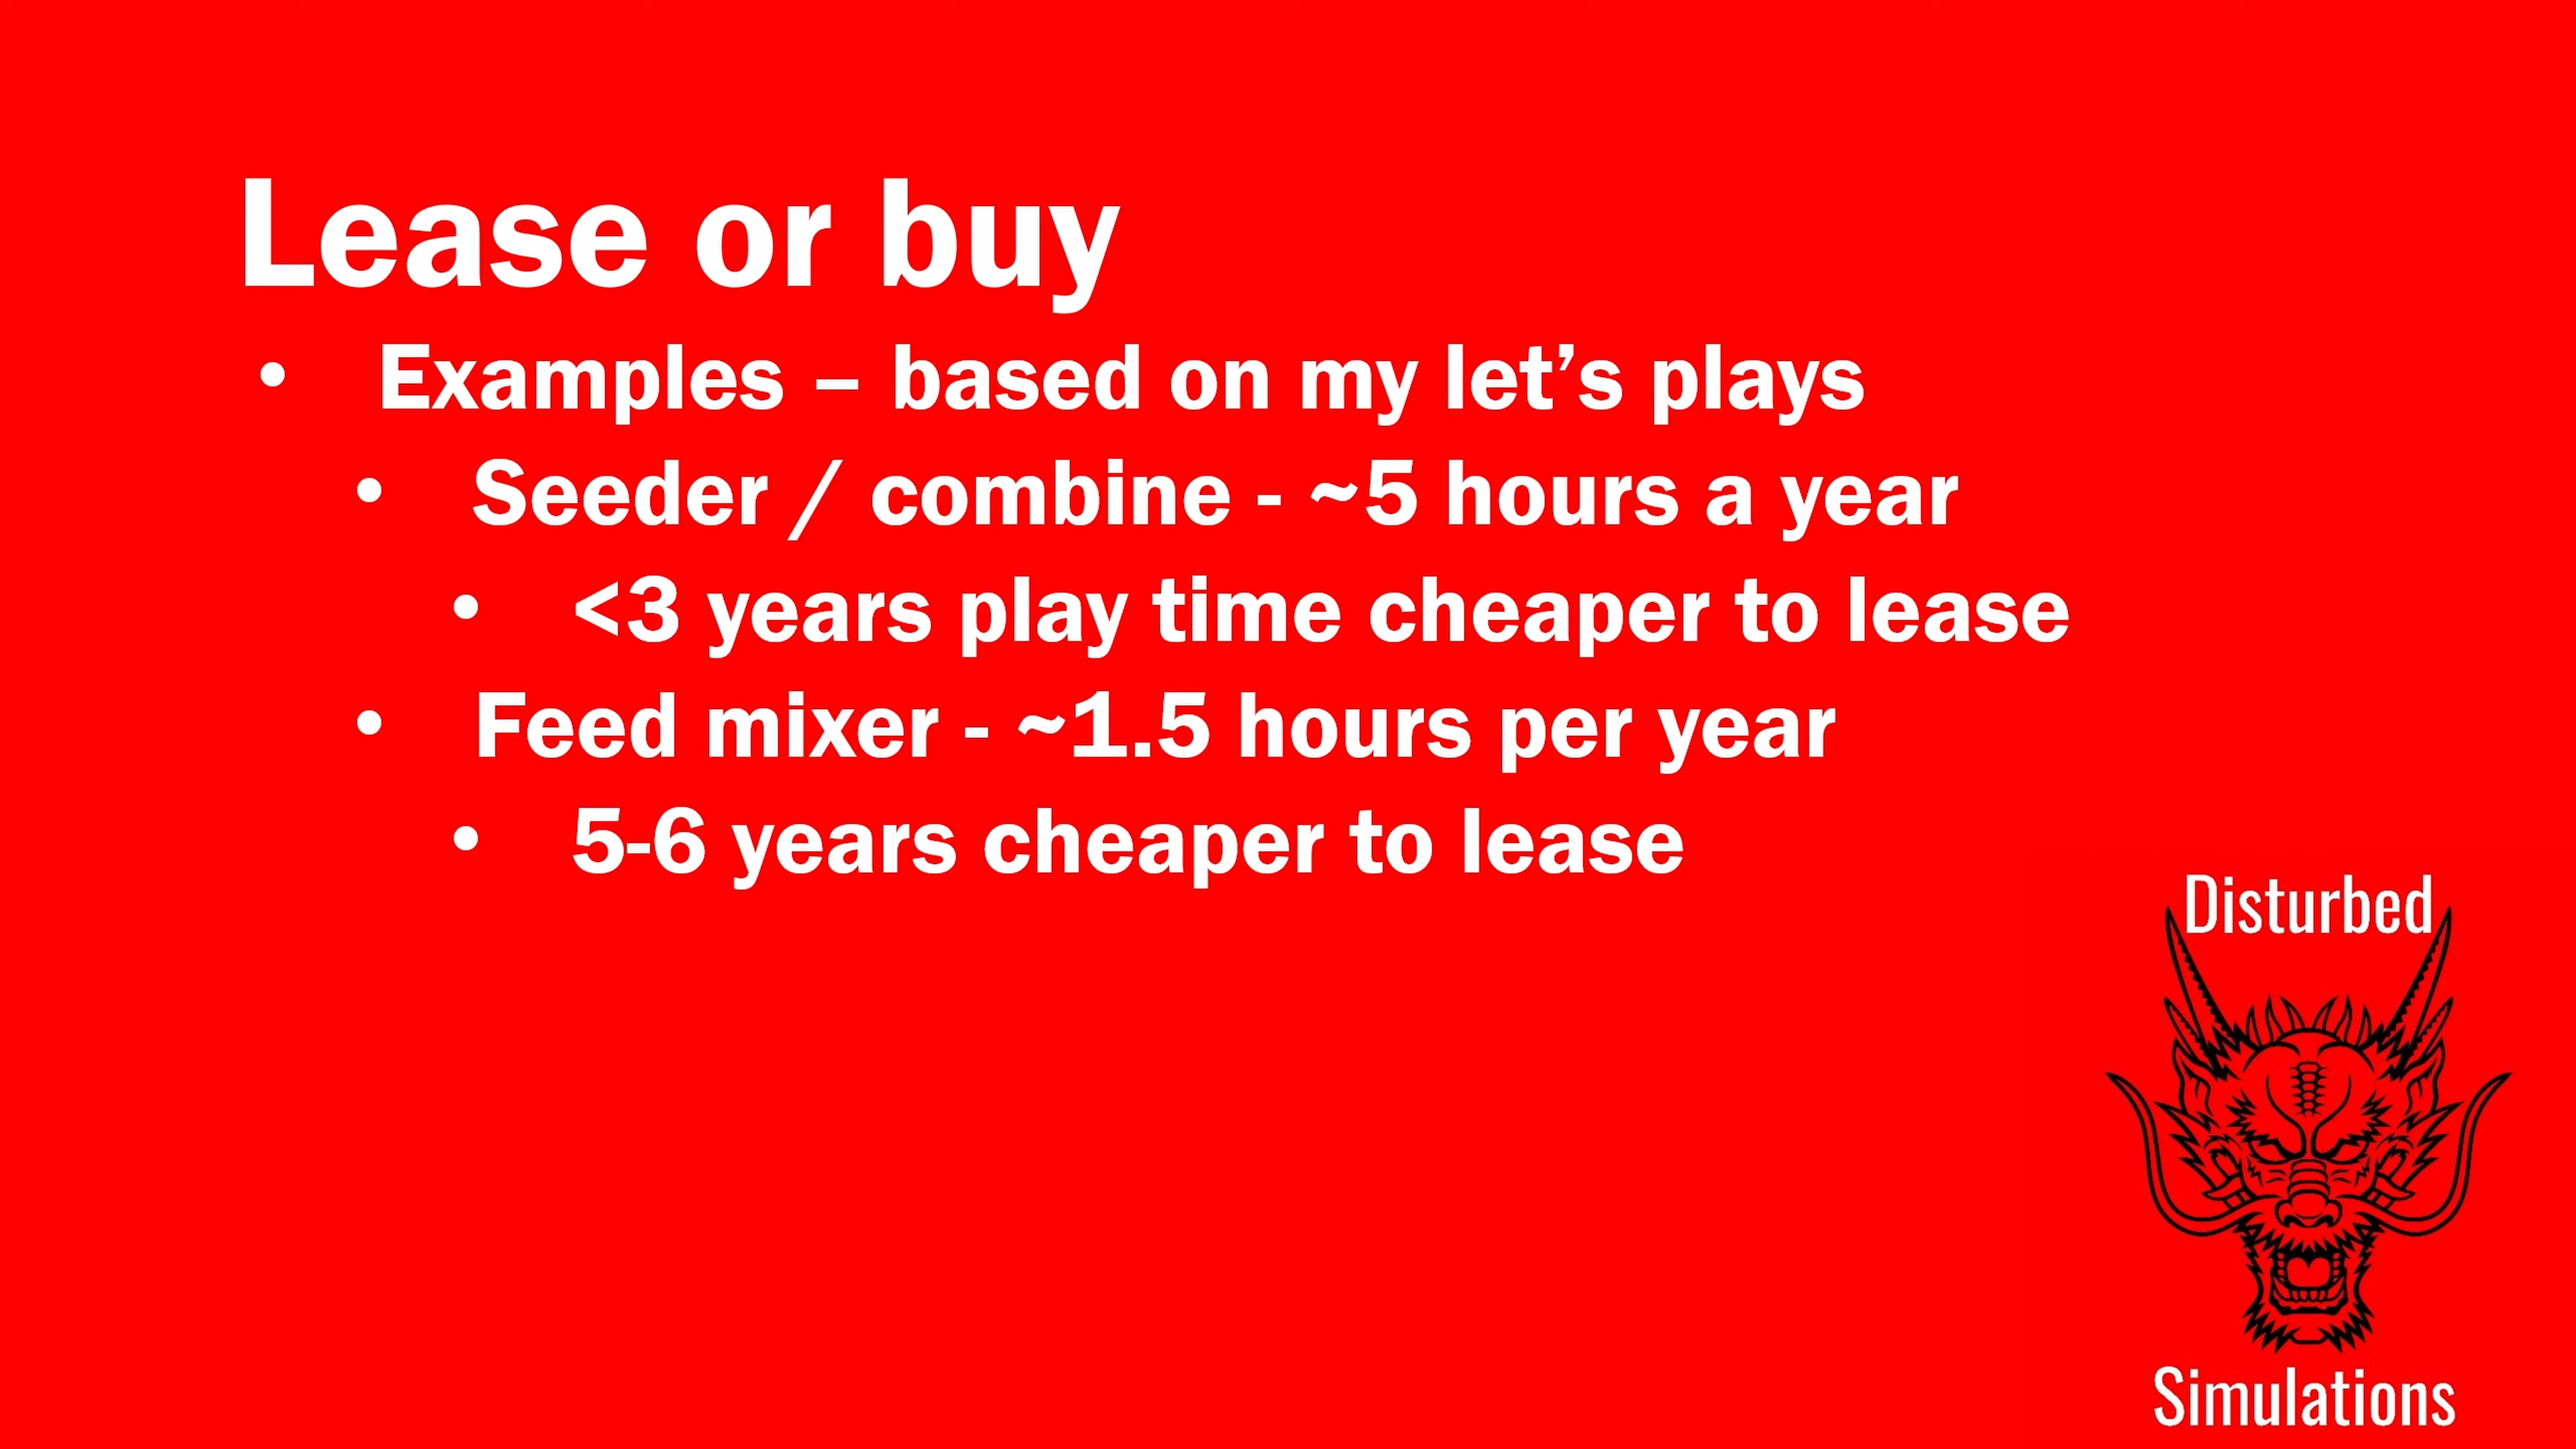 Lease or buy
• Examples – based on my let’s plays
• Seeder / combine - ~5 hours a year
• <3 years play time cheaper to lease
• Feed mixer - ~1.5 hours per year
• 5-6 years cheaper to lease
Disturbed
Simulations